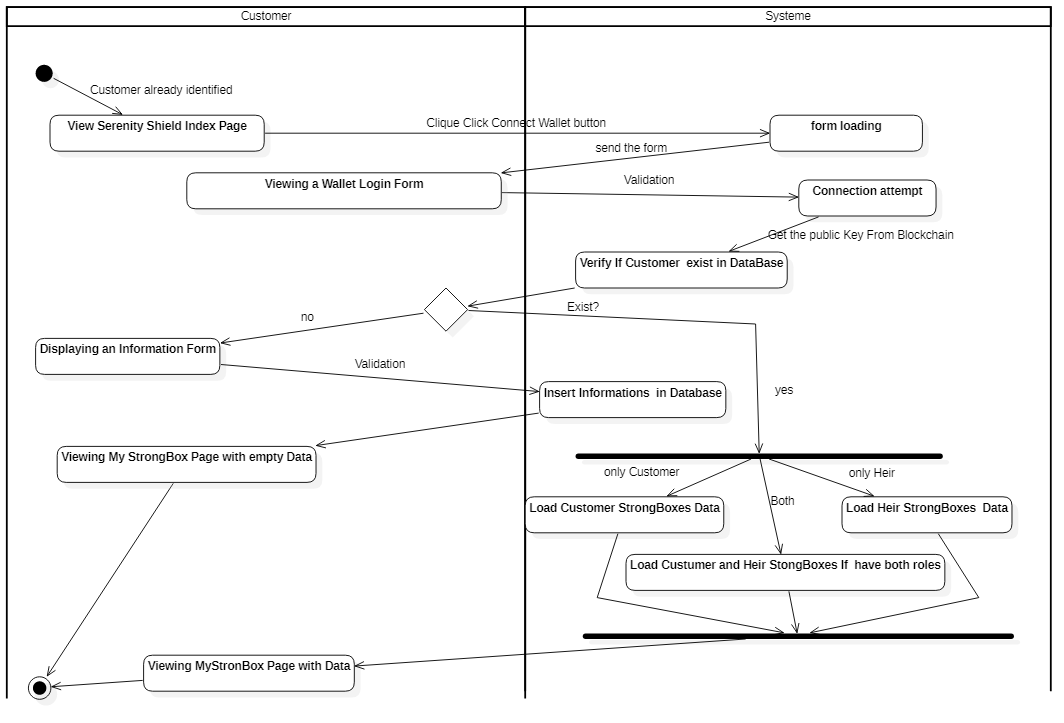 Customer
Systeme
Customer already identified
View Serenity Shield Index Page
Clique Click Connect Wallet button
form loading
send the form
Viewing a Wallet Login Form
Validation
Connection attempt
Get the public Key From Blockchain
Verify If Customer  exist in DataBase
Exist?
no
Displaying an Information Form
Validation
Insert Informations  in Database
yes
Viewing My StrongBox Page with empty Data
only Customer
only Heir
Both
Load Customer StrongBoxes Data
Load Heir StrongBoxes  Data
Load Custumer and Heir StongBoxes If  have both roles
Viewing MyStronBox Page with Data